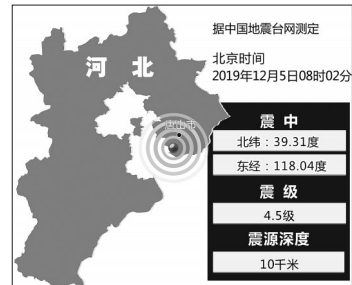 据中国地震台网测定
北京时间
2019年12月5日08时02分
河北
唐山市
震中
北纬：39.31度
东经：118.04度
震级
4.5级
震源深度
10千米